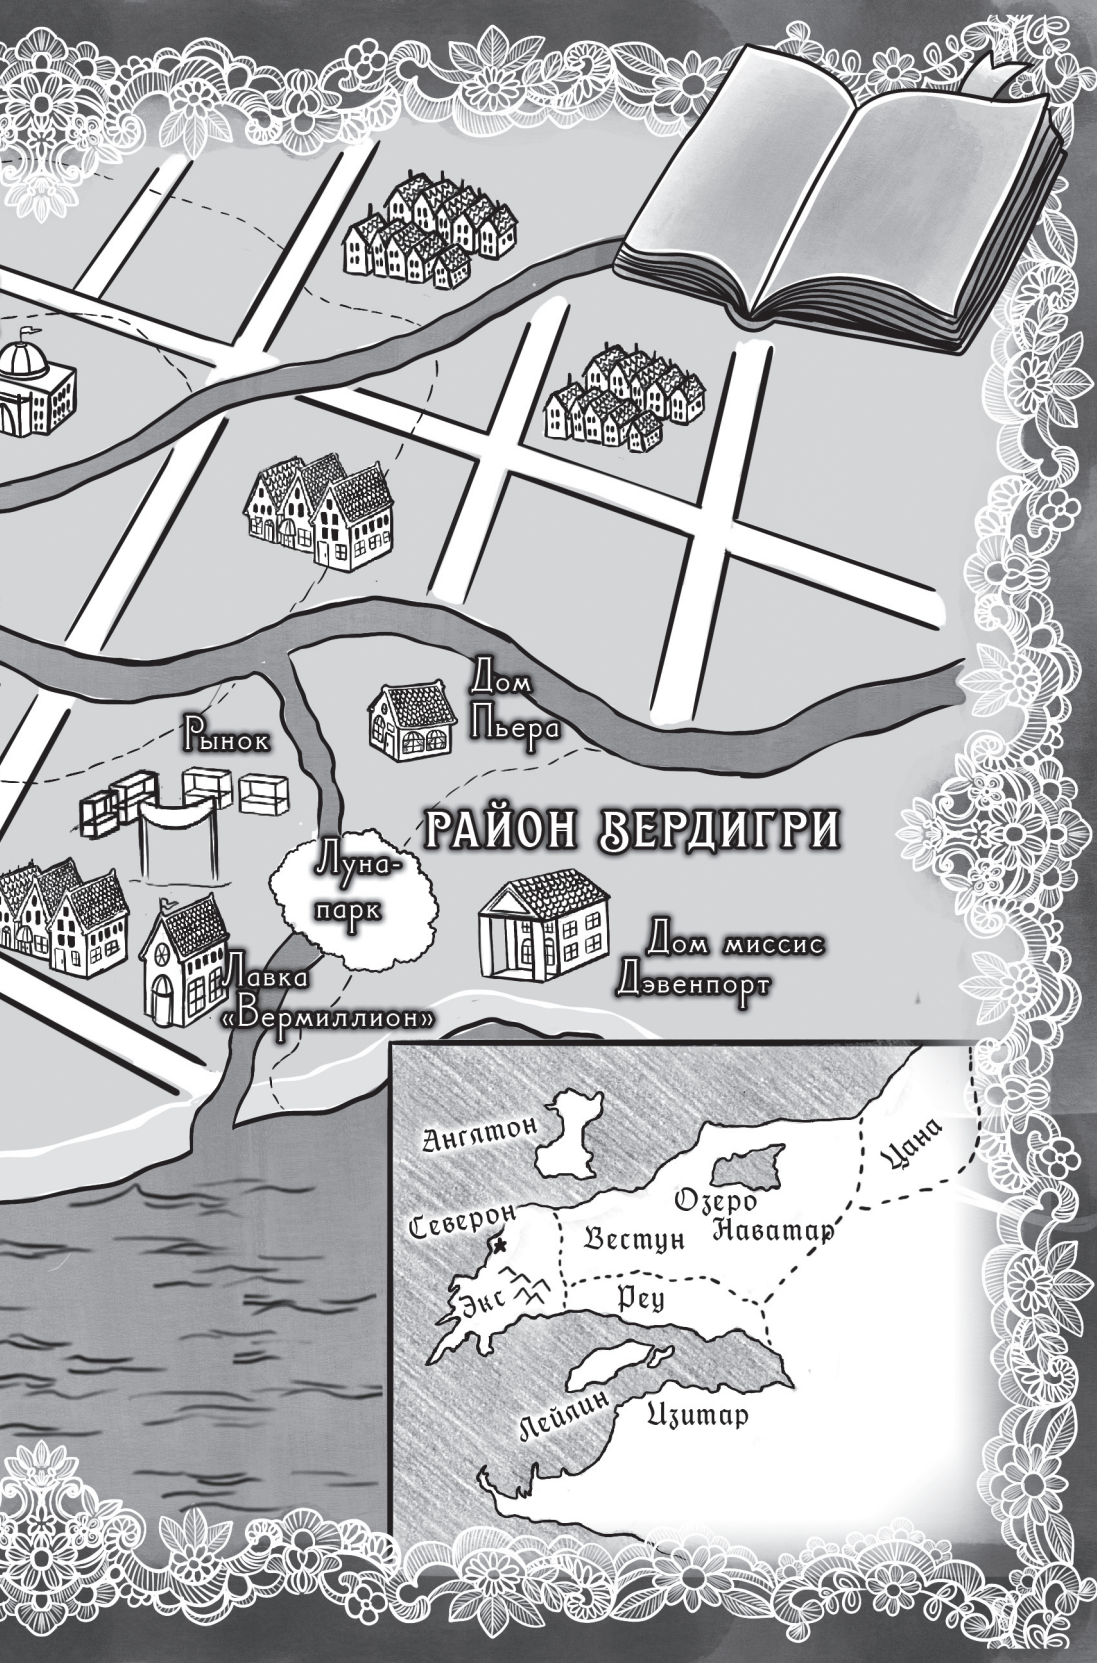 Дом
Пьера
Рынок
РАЙОН ВЕРДИГРИ
Луна-
парк
Дом миссис
Дэвенпорт
Лавка
«Вермиллион»
Англтон
Цана
Озеро
Наватар
Северон
Вестун
Экс
Реу
Лейлин
Изитар